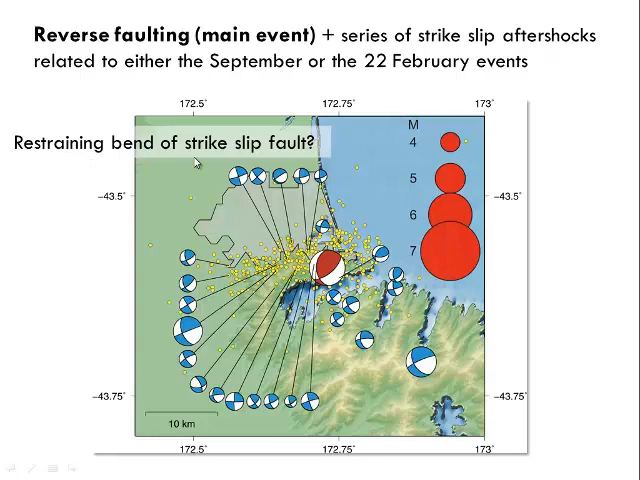 Reverse faulting (main event) + series of strike slip aftershocks
related to either the September or the 22 February events
172.5˚ 172.75˚ 173˚
M
4
Restraining bend of strike slip fault?
5
−43.5˚ −43.5˚
6
7
−43.75˚ −43.75˚
10 km
172.5˚ 172.75˚ 173˚